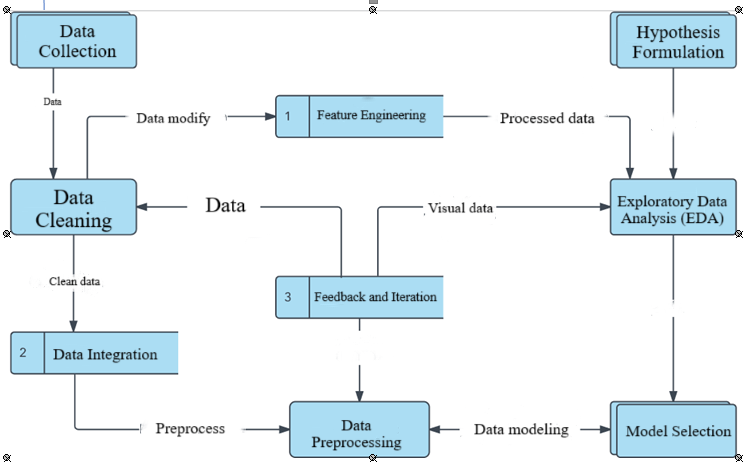 Data
Collection
Hypothesis
Formulation
Data
Data modify
1
Feature Engineering
Processed data
Data
Cleaning
Data
Visual data
Exploratory Data
Analysis (EDA)
Clean data
3
Feedback and Iteration
2
Data Integration
Preprocess
Data
Preprocessing
Data modeling
Model Selection